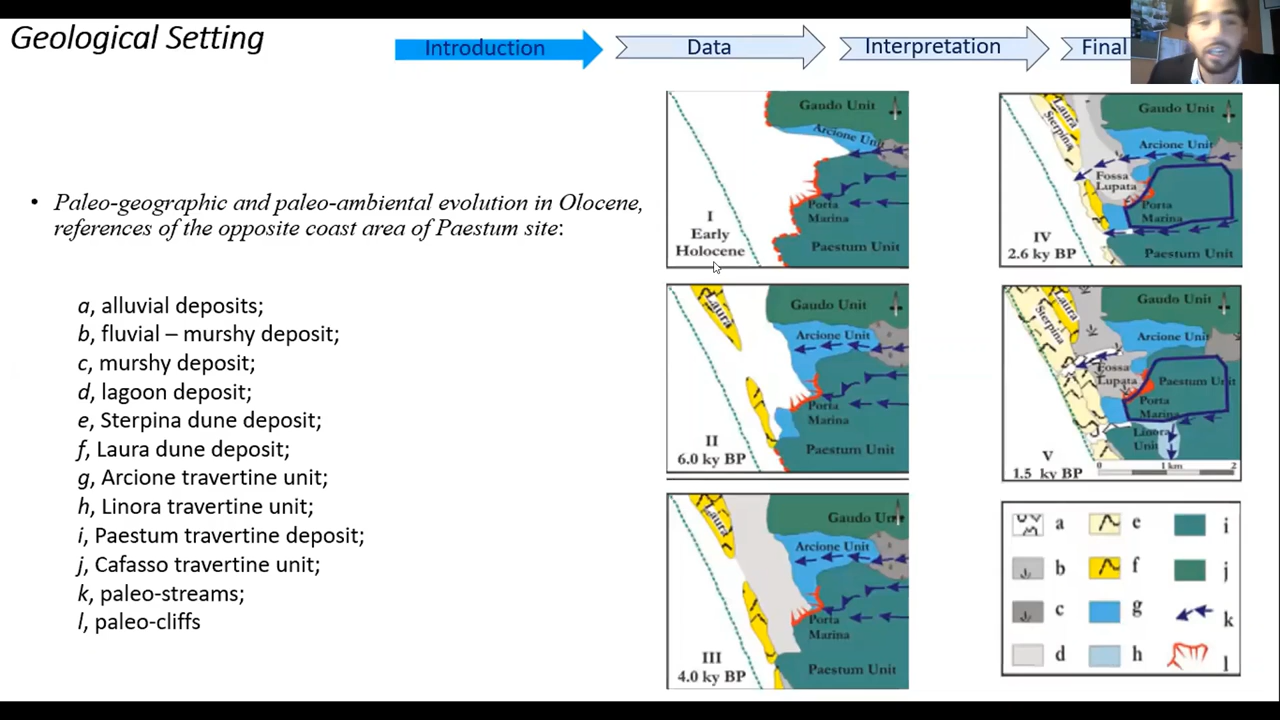 Geological Setting
Introduction
Data
Interpretation
Final
Paleo-geographic and paleo-ambiental evolution in Olocene,
references of the opposite coast area of Paestum site:
a, alluvial deposits;
b, fluvial – murshy deposit;
c, murshy deposit;
d, lagoon deposit;
e, Sterpina dune deposit;
f, Laura dune deposit;
g, Arcione travertine unit;
h, Linora travertine unit;
i, Paestum travertine deposit;
j, Cafasso travertine unit;
k, paleo-streams;
l, paleo-cliffs
Gaudo Unit
Arcione Unit
Porta
Marina
I
Early
Holocene
Paestum Unit
Laura
Gaudo Unit
Arcione Unit
Porta
Marina
II
6.0 ky BP
Paestum Unit
Laura
Gaudo Unit
Arcione Unit
Porta
Marina
III
4.0 ky BP
Paestum Unit
Laura
Sterpina
Gaudo Unit
Arcione Unit
Fossa
Lupata
Porta
Marina
IV
2.6 ky BP
Paestum Unit
Laura
Sterpina
Gaudo Unit
Arcione Unit
Fossa
Lupata
Paestum Unit
Porta
Marina
Linora
Unit
V
1.5 ky BP
0 1 km 2
a e i
b f j
c g k
d h l